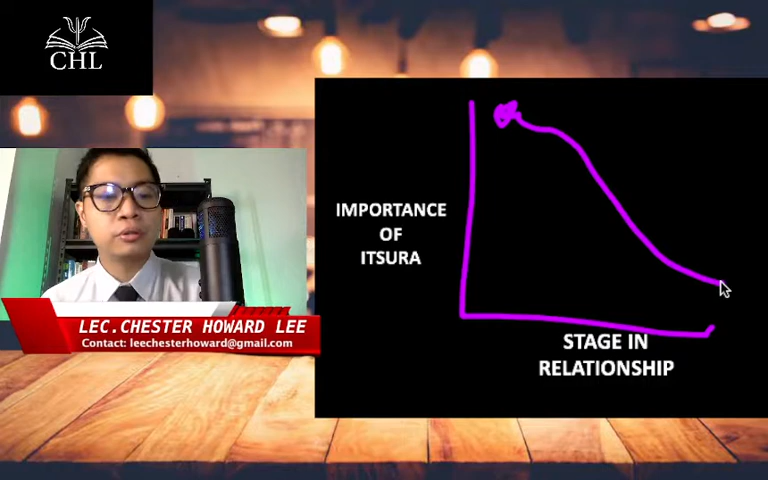 CHL
IMPORTANCE
OF
ITSURA
LEC.CHESTER HOWARD LEE
Contact: leechesterhoward@gmail.com
STAGE IN
RELATIONSHIP